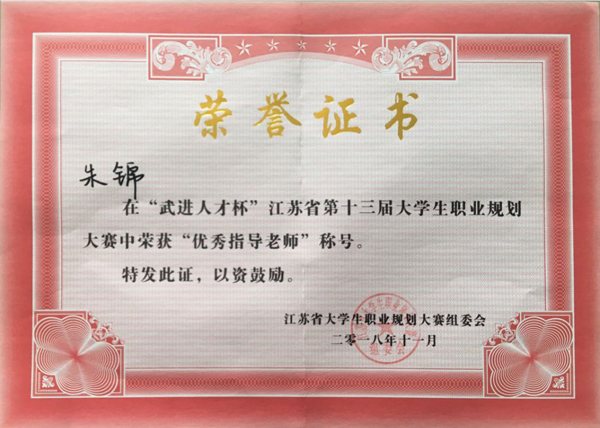 荣誉证书
朱锦
在“武进人才杯”江苏省第十三届大学生职业规划
大赛中荣获“优秀指导老师”称号。
特发此证，以资鼓励。
江苏省大学生职业规划大赛组委会
二零一八年十一月